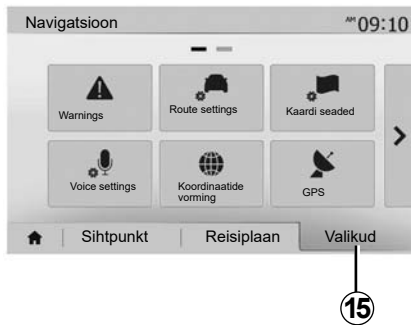 Navigatsioon
AM 09:10
Warnings
Route settings
Kaardi seaded
Voice settings
Koordinaatide
vorming
GPS
Sihtpunkt
Reisiplaan
Valikud
15